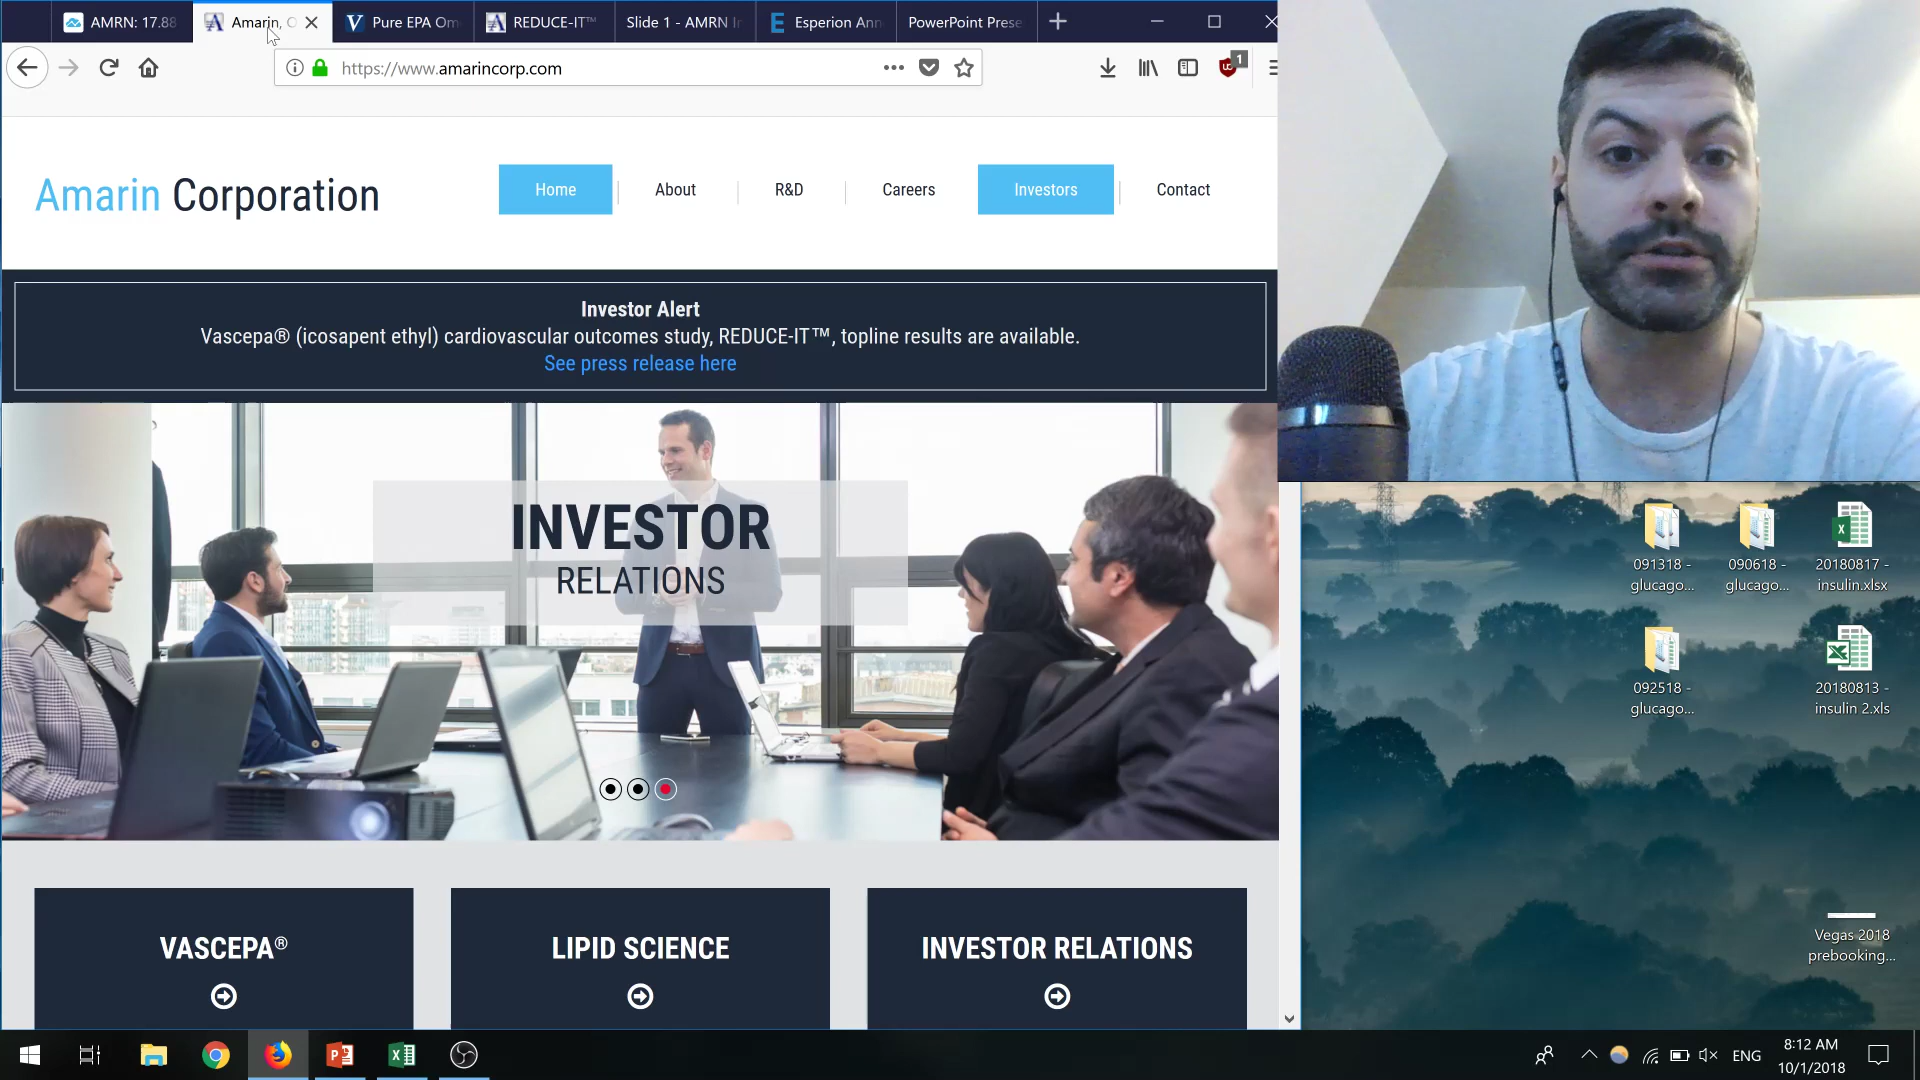 AMRN: 17.88
Amarin, C
Pure EPA Om
REDUCE-IT™
Slide 1 - AMRN I
Esperion Ann
PowerPoint Prese
https://www.amarincorp.com
1
Amarin Corporation
Home
About
R&D
Careers
Investors
Contact
Investor Alert
Vascepa® (icosapent ethyl) cardiovascular outcomes study, REDUCE-IT™, topline results are available.
See press release here
INVESTOR
RELATIONS
VASCEPA®
LIPID SCIENCE
INVESTOR RELATIONS
091318 -
glucago...
090618 -
glucago...
20180817 -
insulin.xlsx
092518 -
glucago...
20180813 -
insulin 2.xls
Vegas 2018
prebooking...
ENG
8:12 AM
10/1/2018